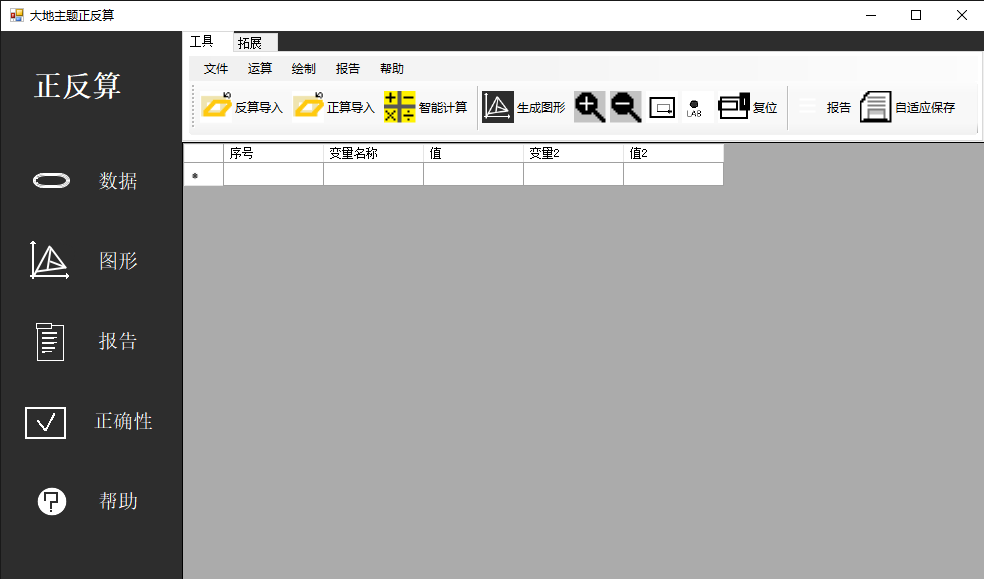 大地主题正反算
正反算
数据
图形
报告
正确性
帮助
工具 拓展
文件 运算 绘制 报告 帮助
反算导入 正算导入 智能计算 生成图形 LAB 复位 报告 自适应保存
序号 变量名称 值 变量2 值2